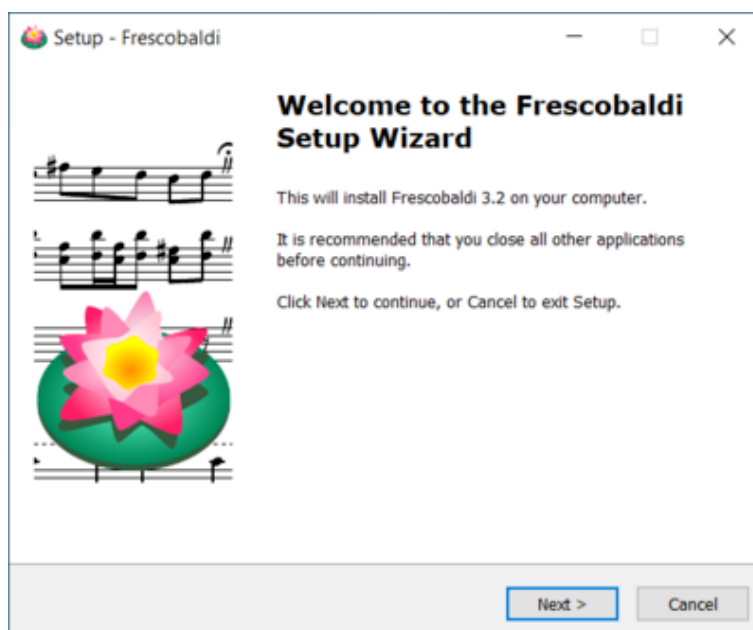 Setup - Frescobaldi
Welcome to the Frescobaldi
Setup Wizard
This will install Frescobaldi 3.2 on your computer.
It is recommended that you close all other applications
before continuing.
Click Next to continue, or Cancel to exit Setup.
Next >
Cancel